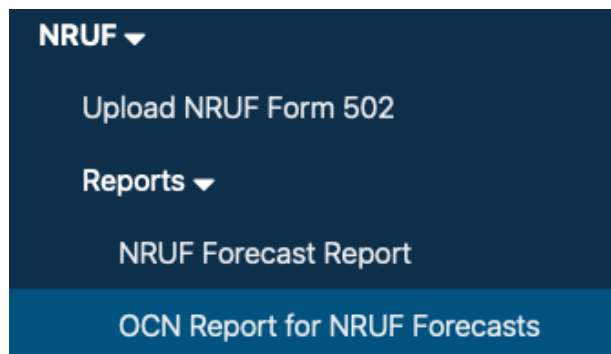 NRUF
Upload NRUF Form 502
Reports
NRUF Forecast Report
OCN Report for NRUF Forecasts